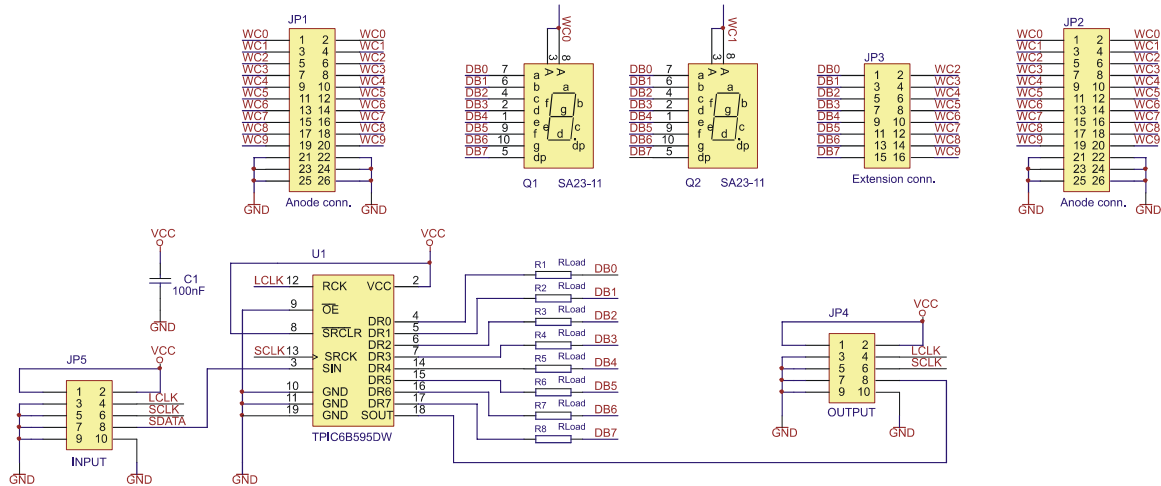 JP1
WC0 1 2 WC0
WC1 3 4 WC1
WC2 5 6 WC2
WC3 7 8 WC3
WC4 9 10 WC4
WC5 11 12 WC5
WC6 13 14 WC6
WC7 15 16 WC7
WC8 17 18 WC8
WC9 19 20 WC9
21 22
23 24
25 26
GND Anode conn. GND
WC0
3 8
A A
DB0 7 a
DB1 6 b
DB2 4 c
DB3 2 d
DB4 1 e
DB5 9 f
DB6 10 g
DB7 5 dp
a
f b
g
e c
d .dp
Q1 SA23-11
WC1
3 8
A A
DB0 7 a
DB1 6 b
DB2 4 c
DB3 2 d
DB4 1 e
DB5 9 f
DB6 10 g
DB7 5 dp
a
f b
g
e c
d .dp
Q2 SA23-11
JP3
DB0 1 2 WC2
DB1 3 4 WC3
DB2 5 6 WC4
DB3 7 8 WC5
DB4 9 10 WC6
DB5 11 12 WC7
DB6 13 14 WC8
DB7 15 16 WC9
Extension conn.
JP2
WC0 1 2 WC0
WC1 3 4 WC1
WC2 5 6 WC2
WC3 7 8 WC3
WC4 9 10 WC4
WC5 11 12 WC5
WC6 13 14 WC6
WC7 15 16 WC7
WC8 17 18 WC8
WC9 19 20 WC9
21 22
23 24
25 26
GND Anode conn. GND
VCC
C1
100nF
GND
JP5
VCC
1 2
3 4 LCLK
5 6 SCLK
7 8 SDATA
9 10
GND INPUT GND
U1
VCC
LCLK 12 RCK VCC 2
9 OE
8 SRCLR
SCLK 13 SRCK
3 SIN
10 GND
11 GND
19 GND
DR0 4
DR1 5
DR2 6
DR3 7
DR4 14
DR5 15
DR6 16
DR7 17
SOUT 18
TPIC6B595DW
GND
R1 RLoad DB0
R2 RLoad DB1
R3 RLoad DB2
R4 RLoad DB3
R5 RLoad DB4
R6 RLoad DB5
R7 RLoad DB6
R8 RLoad DB7
JP4
VCC
1 2
3 4 LCLK
5 6 SCLK
7 8
9 10
OUTPUT
GND GND